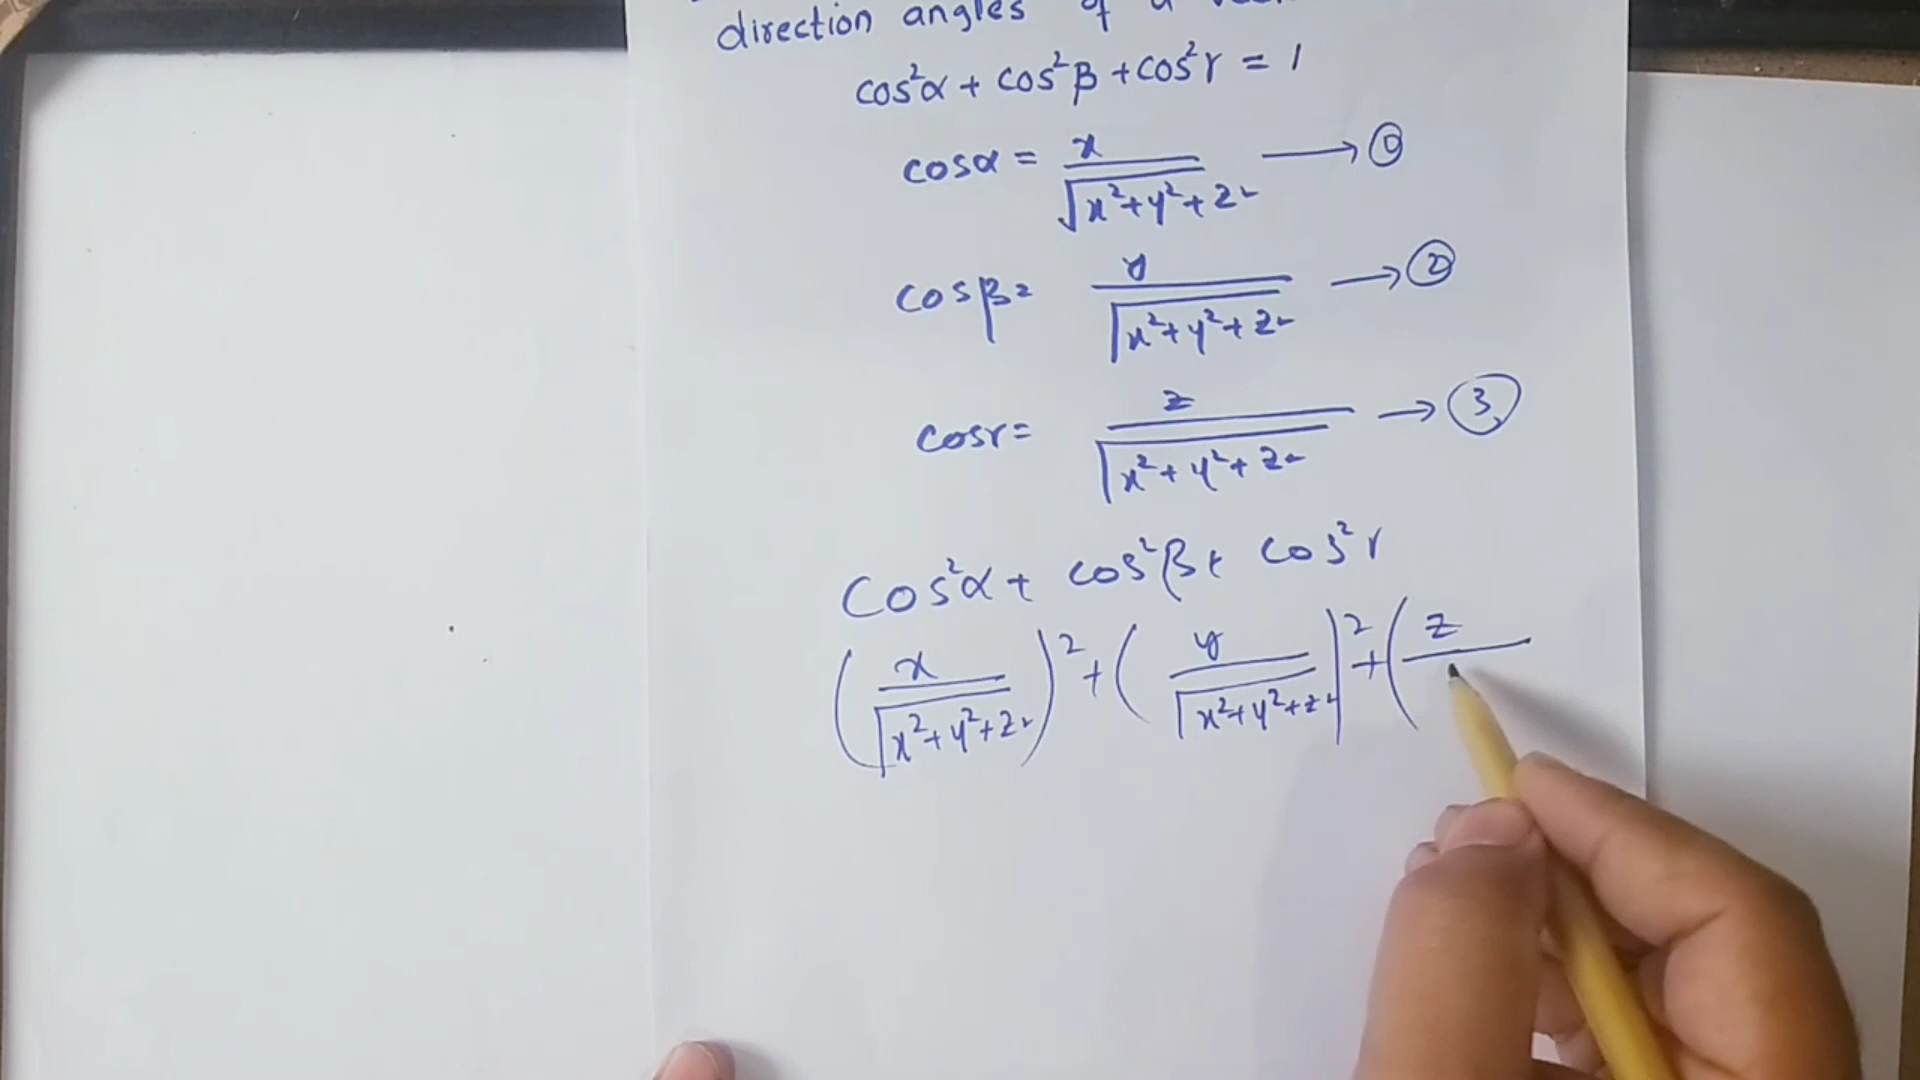 direction angles of a
cos²α + cos²β + cos²γ = 1
cosα = x / √x²+y²+z² → ①
cosβ = y / √x²+y²+z² → ②
cosγ = z / √x²+y²+z² → ③
Cos²α + cos²β + cos²γ
(x / √x²+y²+z²)² + (y / √x²+y²+z²)² + (z /